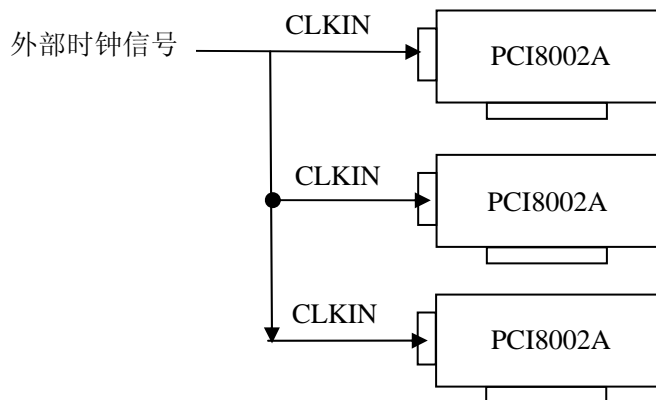 外部时钟信号
CLKIN
PCI8002A
CLKIN
PCI8002A
CLKIN
PCI8002A